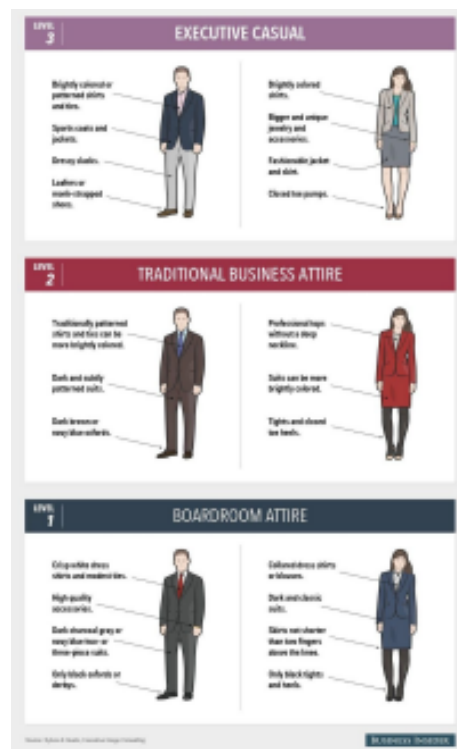 LEVEL
3
EXECUTIVE CASUAL
Brightly colored or
patterned shirts
and ties.
Sports coats and
jackets.
Dressy slacks.
Loafers or
monk-strapped
shoes.
Brightly colored
shirts.
Bigger and unique
jewelry and
accessories.
Fashionable jacket
and skirt.
Closed toe pumps.
LEVEL
2
TRADITIONAL BUSINESS ATTIRE
Traditionally patterned
shirts and ties can be
more brightly colored.
Dark and subtly
patterned suits.
Dark brown or
navy blue oxfords.
Professional tops
without a deep
neckline.
Suits can be more
brightly colored.
Tights and closed
toe heels.
LEVEL
1
BOARDROOM ATTIRE
Crisp white dress
shirts and modest ties.
High-quality
accessories.
Dark charcoal gray or
navy blue two- or
three-piece suits.
Only black oxfords or
derbys.
Collared dress shirts
or blouses.
Dark and classic
suits.
Skirts not shorter
than two fingers
above the knee.
Only black tights
and heels.
Source:
BUSINESS INSIDER